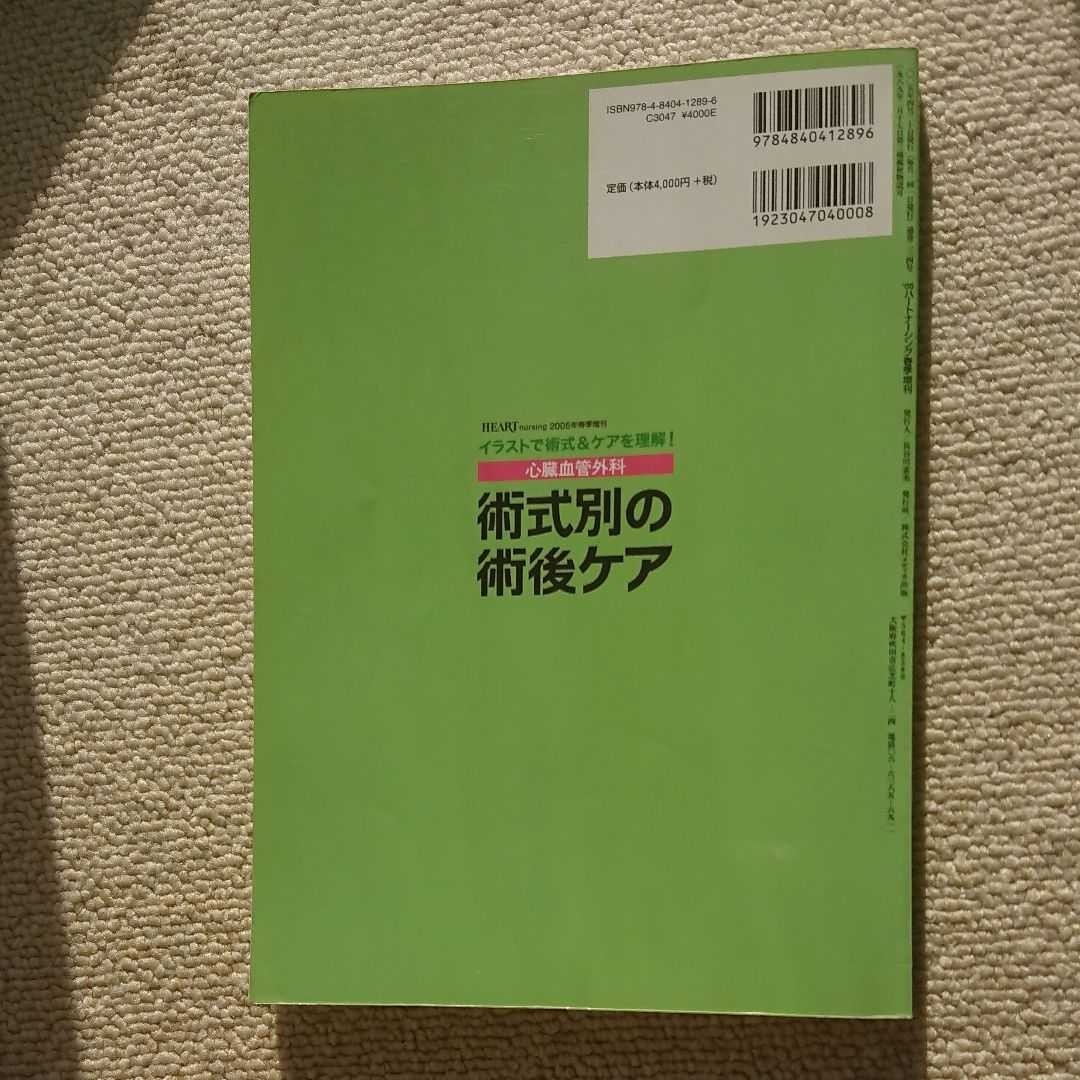 ISBN978-4-8404-1289-6
C3047 ¥4000E
9784840412896
定価(本体4,000円+税)
1923047040008
HEART nursing 2005年春季増刊
イラストで術式&ケアを理解!
心臓血管外科
術式別の
術後ケア
'05ハートナーシング春季増刊